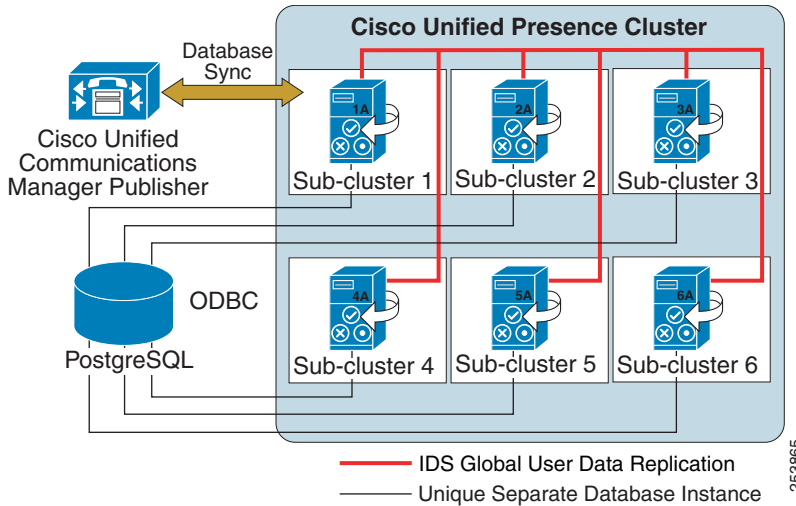 Cisco Unified Presence Cluster
Database
Sync
1A
2A
3A
Cisco Unified
Communications
Manager Publisher
Sub-cluster 1
Sub-cluster 2
Sub-cluster 3
ODBC
PostgreSQL
4A
5A
6A
Sub-cluster 4
Sub-cluster 5
Sub-cluster 6
IDS Global User Data Replication
Unique Separate Database Instance
253865